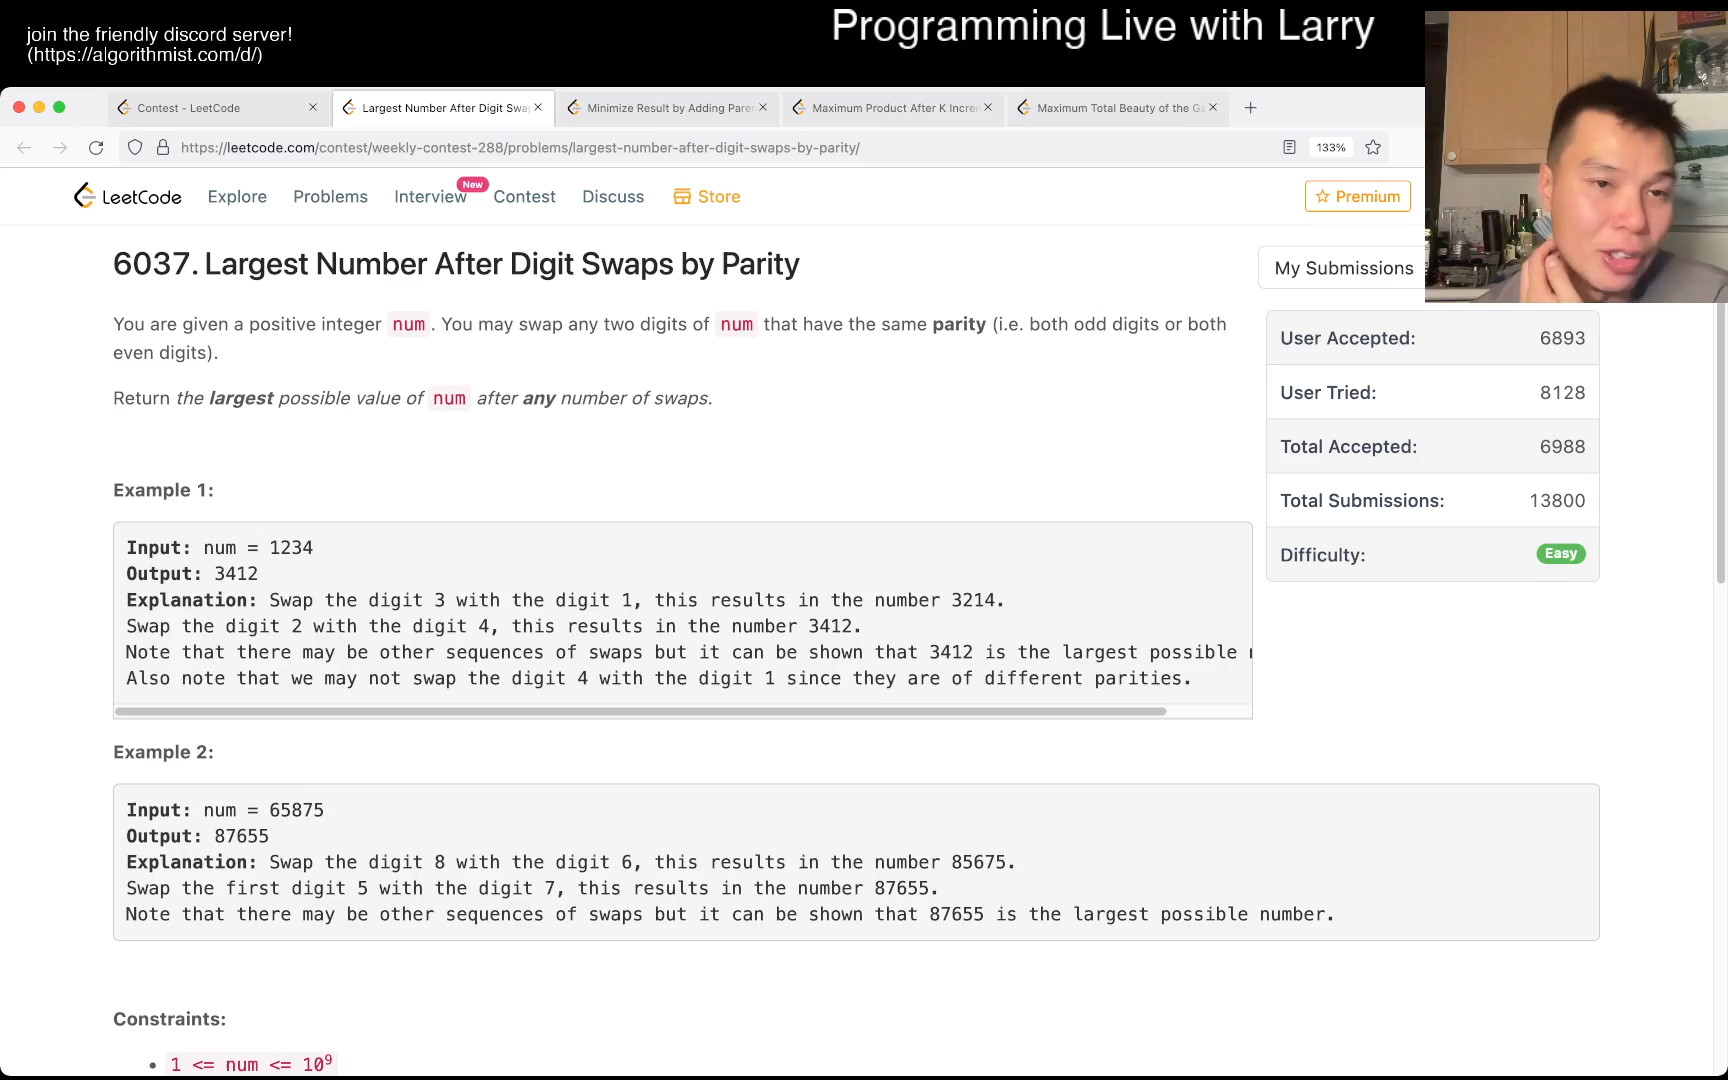 join the friendly discord server!
(https://algorithmist.com/d/)
Programming Live with Larry
Contest - LeetCode
Largest Number After Digit Swa
Minimize Result by Adding Paren
Maximum Product After K Increm
Maximum Total Beauty of the Ga
https://leetcode.com/contest/weekly-contest-288/problems/largest-number-after-digit-swaps-by-parity/
133%
LeetCode
Explore
Problems
Interview
New
Contest
Discuss
Store
Premium
6037. Largest Number After Digit Swaps by Parity
My Submissions
You are given a positive integer num. You may swap any two digits of num that have the same parity (i.e. both odd digits or both
even digits).
Return the largest possible value of num after any number of swaps.
User Accepted: 6893
User Tried: 8128
Total Accepted: 6988
Total Submissions: 13800
Difficulty: Easy
Example 1:
Input: num = 1234
Output: 3412
Explanation: Swap the digit 3 with the digit 1, this results in the number 3214.
Swap the digit 2 with the digit 4, this results in the number 3412.
Note that there may be other sequences of swaps but it can be shown that 3412 is the largest possible
Also note that we may not swap the digit 4 with the digit 1 since they are of different parities.
Example 2:
Input: num = 65875
Output: 87655
Explanation: Swap the digit 8 with the digit 6, this results in the number 85675.
Swap the first digit 5 with the digit 7, this results in the number 87655.
Note that there may be other sequences of swaps but it can be shown that 87655 is the largest possible number.
Constraints:
1 <= num <= 10⁹